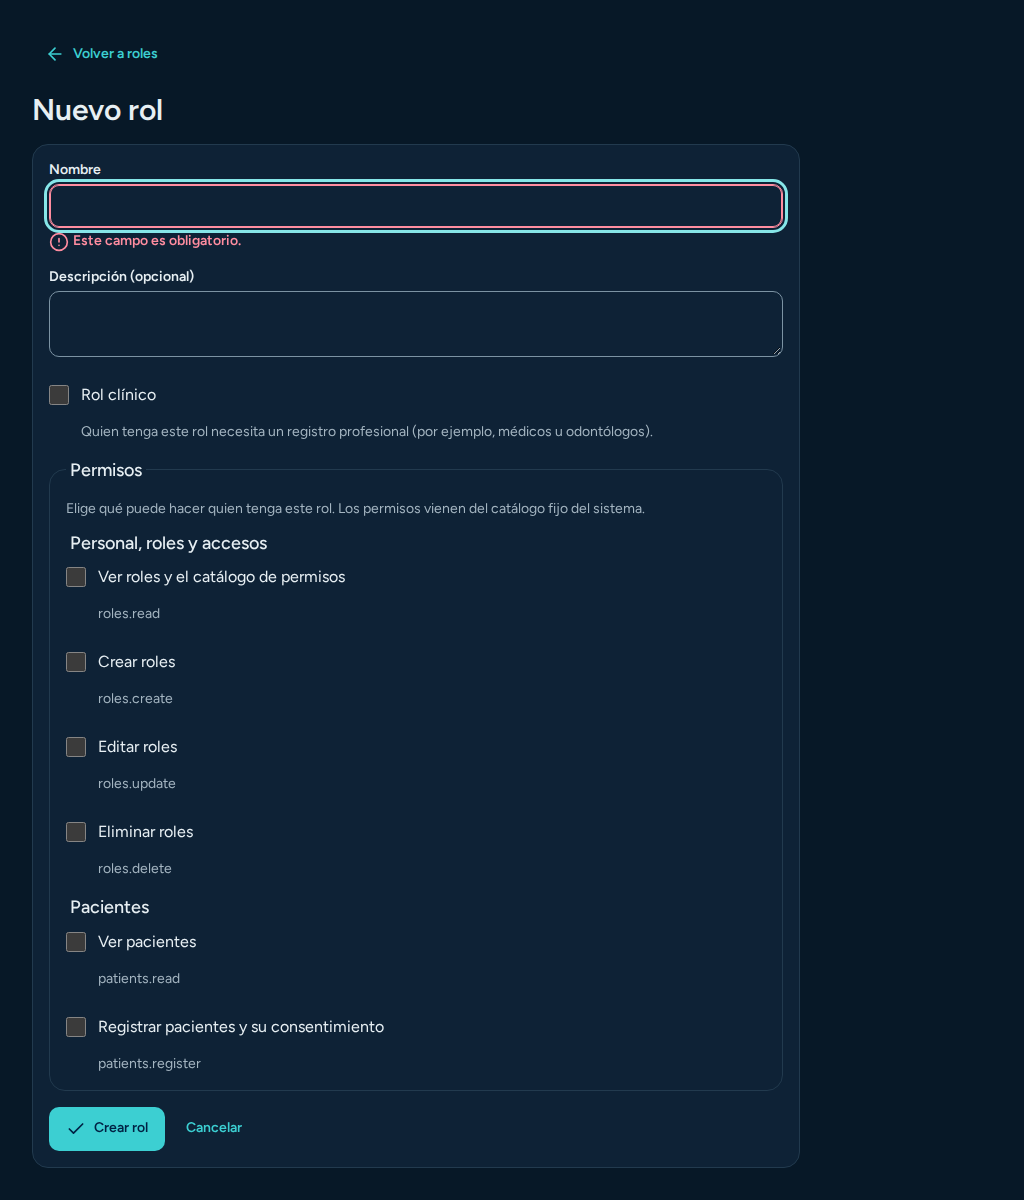 Volver a roles
Nuevo rol
Nombre
Este campo es obligatorio.
Descripción (opcional)
Rol clínico
Quien tenga este rol necesita un registro profesional (por ejemplo, médicos u odontólogos).
Permisos
Elige qué puede hacer quien tenga este rol. Los permisos vienen del catálogo fijo del sistema.
Personal, roles y accesos
Ver roles y el catálogo de permisos
roles.read
Crear roles
roles.create
Editar roles
roles.update
Eliminar roles
roles.delete
Pacientes
Ver pacientes
patients.read
Registrar pacientes y su consentimiento
patients.register
Crear rol
Cancelar